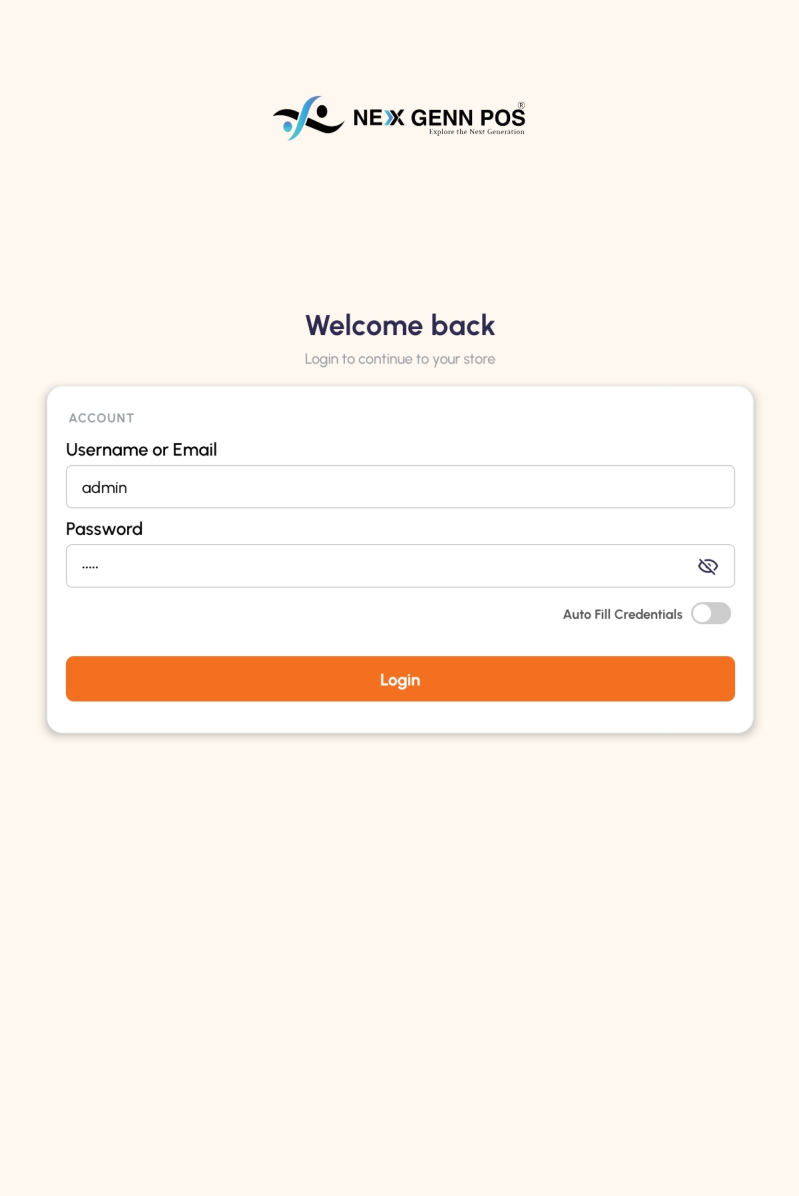 NEXX GENN POS®
Explore the Next Generation
Welcome back
Login to continue to your store
ACCOUNT
Username or Email
admin
Password
•••••
Auto Fill Credentials
Login